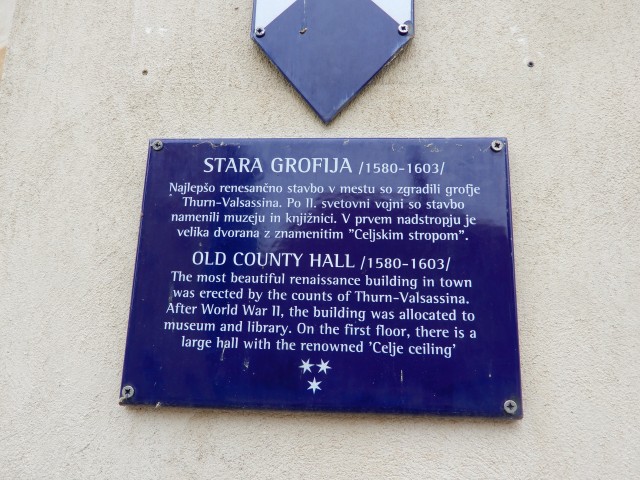 STARA GROFIJA /1580-1603/
Najlepšo renesančno stavbo v mestu so zgradili grofje
Thurn-Valsassina. Po II. svetovni vojni so stavbo
namenili muzeju in knjižnici. V prvem nadstropju je
velika dvorana z znamenitim "Celjskim stropom".
OLD COUNTY HALL /1580-1603/
The most beautiful renaissance building in town
was erected by the counts of Thurn-Valsassina.
After World War II, the building was allocated to
museum and library. On the first floor, there is a
large hall with the renowned 'Celje ceiling'